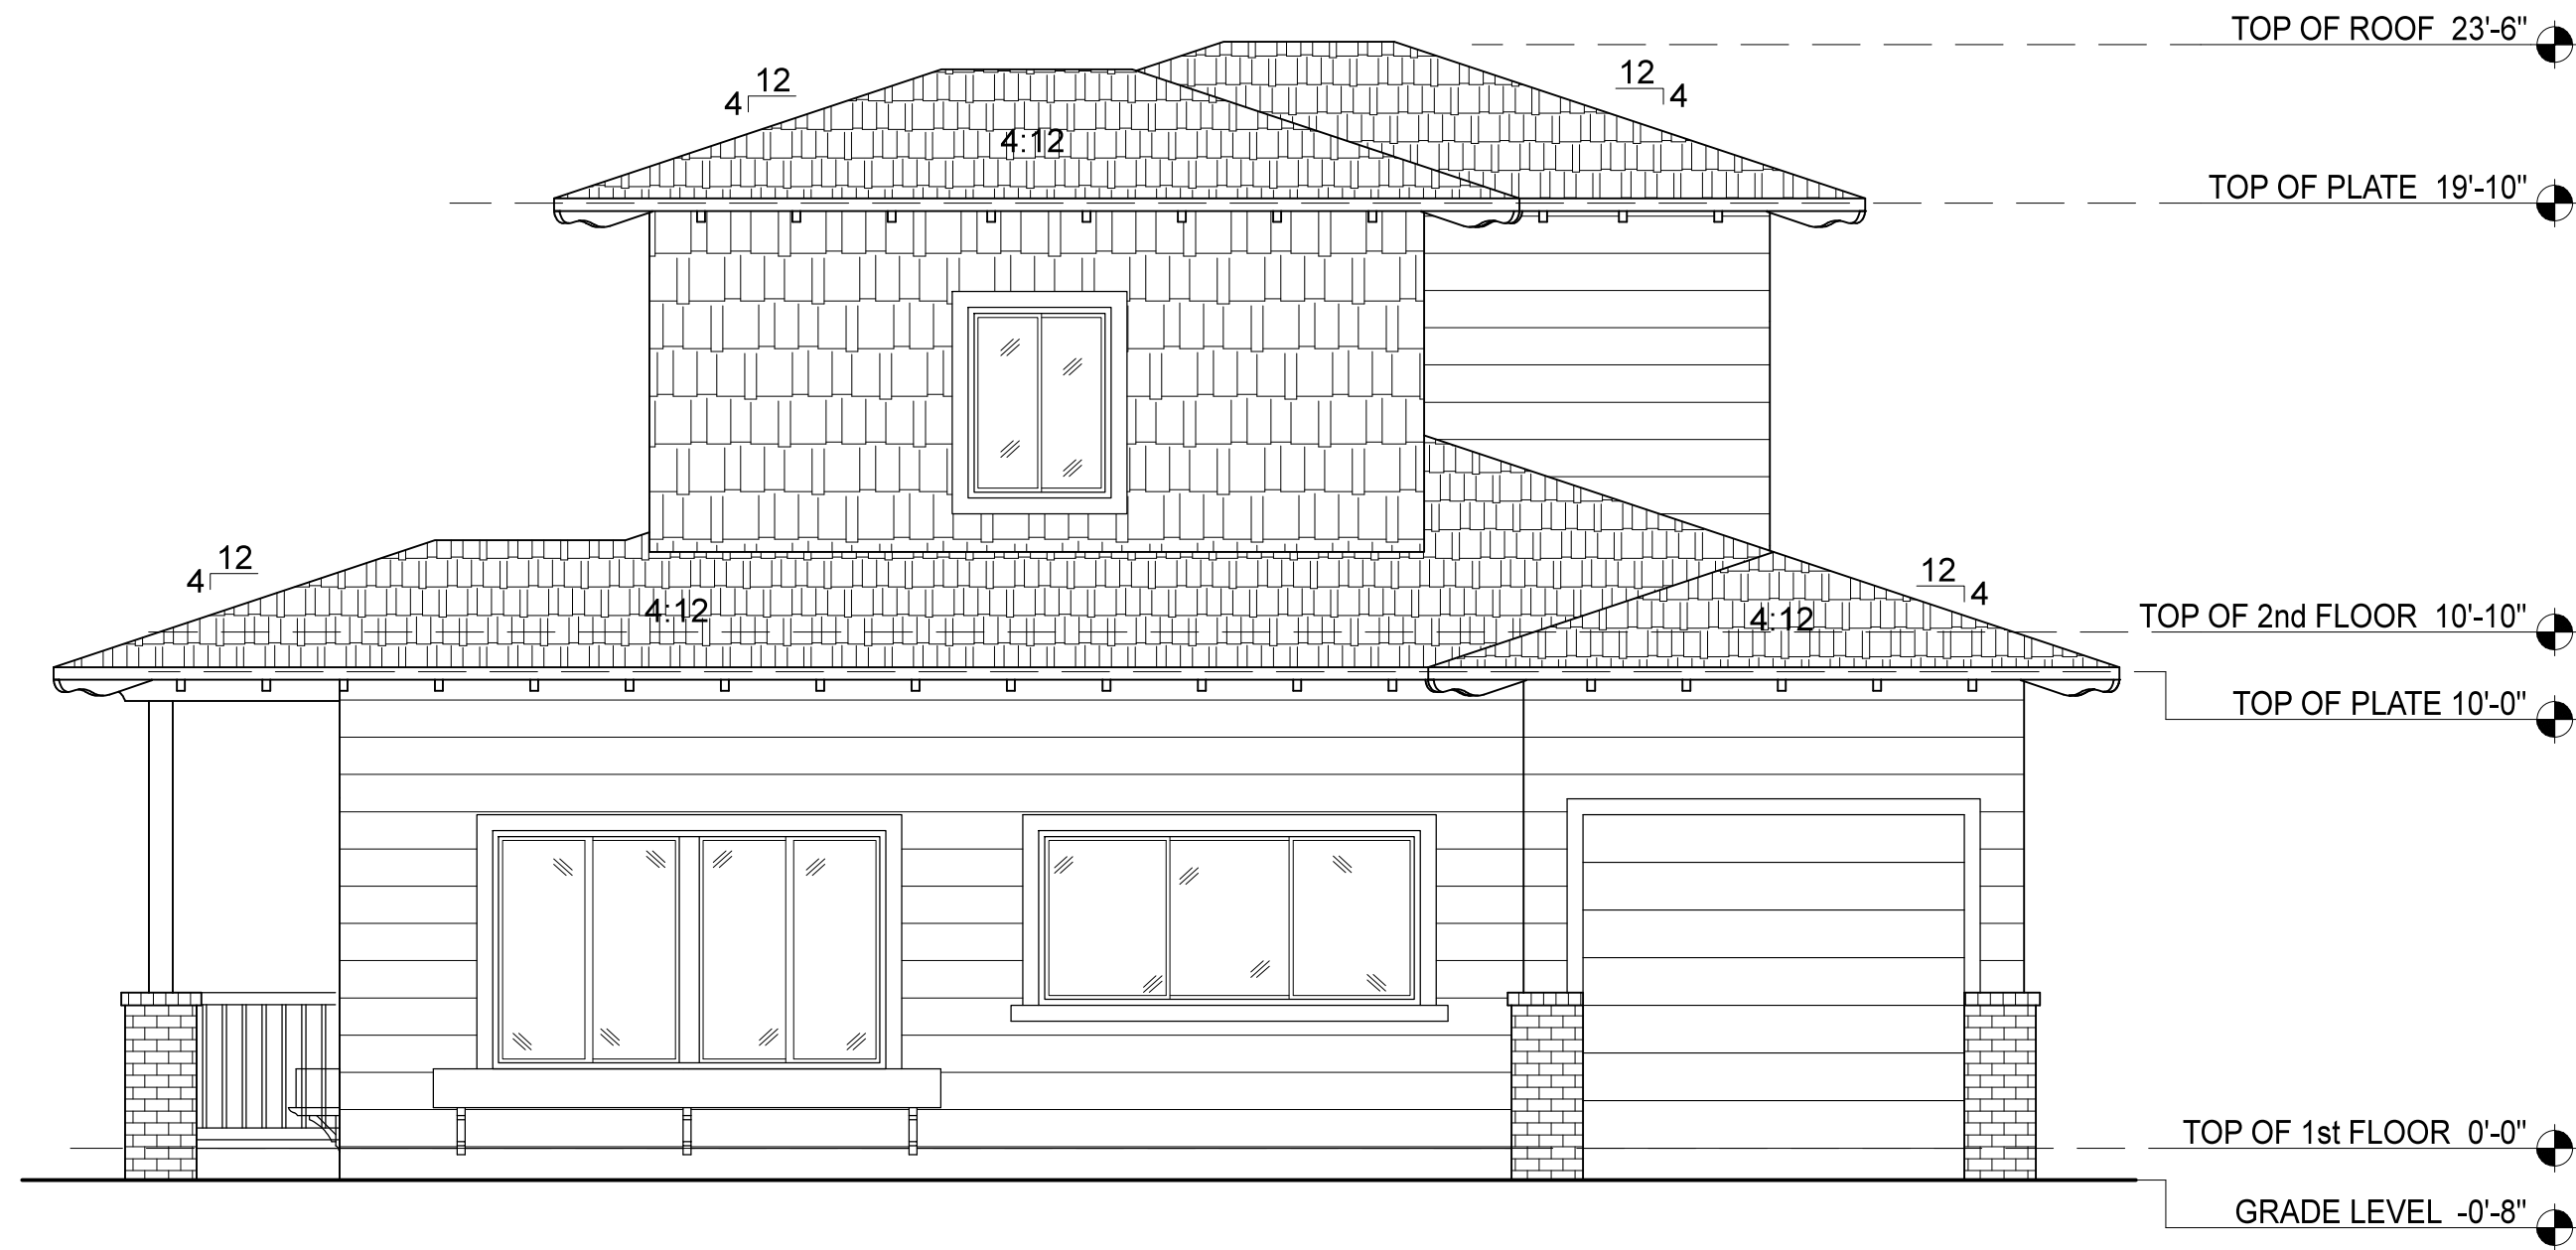 TOP OF ROOF 23'-6"
12
4
12
4
4:12
TOP OF PLATE 19'-10"
12
4
12
4
4:12
4:12
TOP OF 2nd FLOOR 10'-10"
TOP OF PLATE 10'-0"
TOP OF 1st FLOOR 0'-0"
GRADE LEVEL -0'-8"